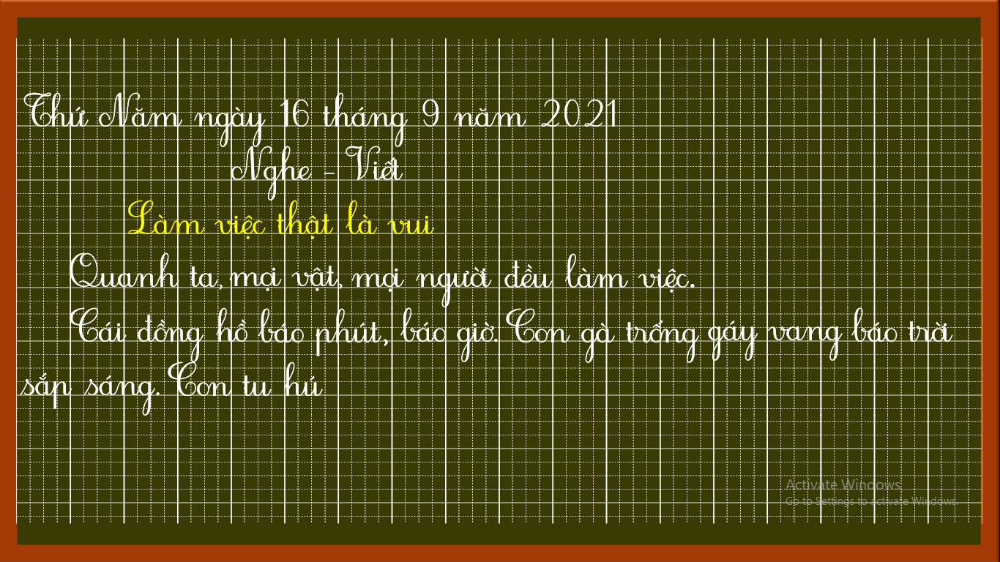 Thứ Năm ngày 16 tháng 9 năm 2021
Nghe - Viết
Làm việc thật là vui
Quanh ta, mọi vật, mọi người đều làm việc.
Cái đồng hồ báo phút, báo giờ. Con gà trống gáy vang báo trời
sắp sáng. Con tu hú
Activate Windows
Go to Settings to activate Windows.